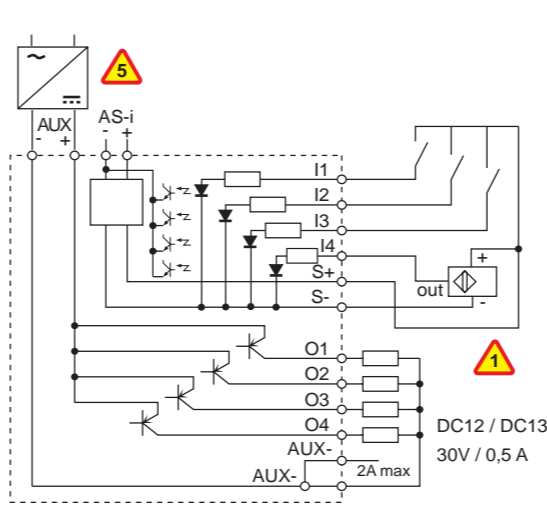 5
AUX
- +
AS-i
- +
I1
I2
I3
I4
S+
S-
+
out
-
1
O1
O2
O3
O4
AUX-
AUX-
2A max
DC12 / DC13
30V / 0,5 A